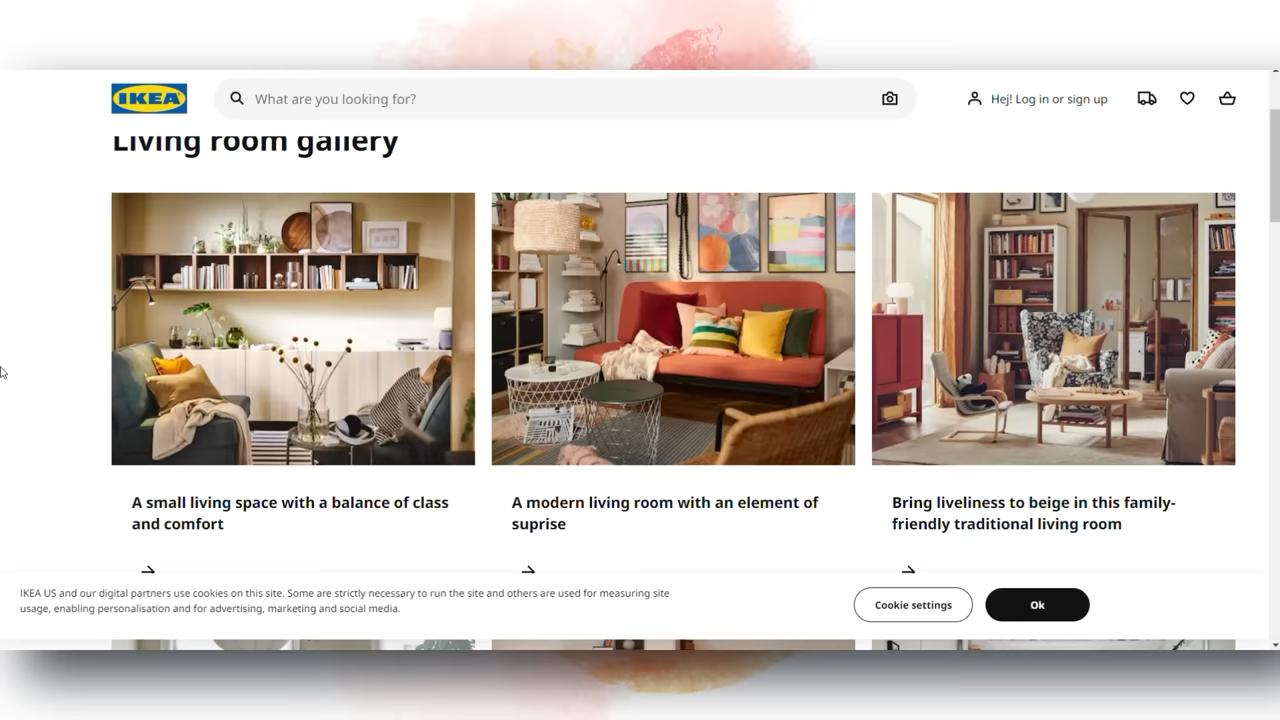 IKEA
What are you looking for?
Hej! Log in or sign up
Living room gallery
A small living space with a balance of class
and comfort
A modern living room with an element of
suprise
Bring liveliness to beige in this family-
friendly traditional living room
IKEA US and our digital partners use cookies on this site. Some are strictly necessary to run the site and others are used for measuring site
usage, enabling personalisation and for advertising, marketing and social media.
Cookie settings
Ok